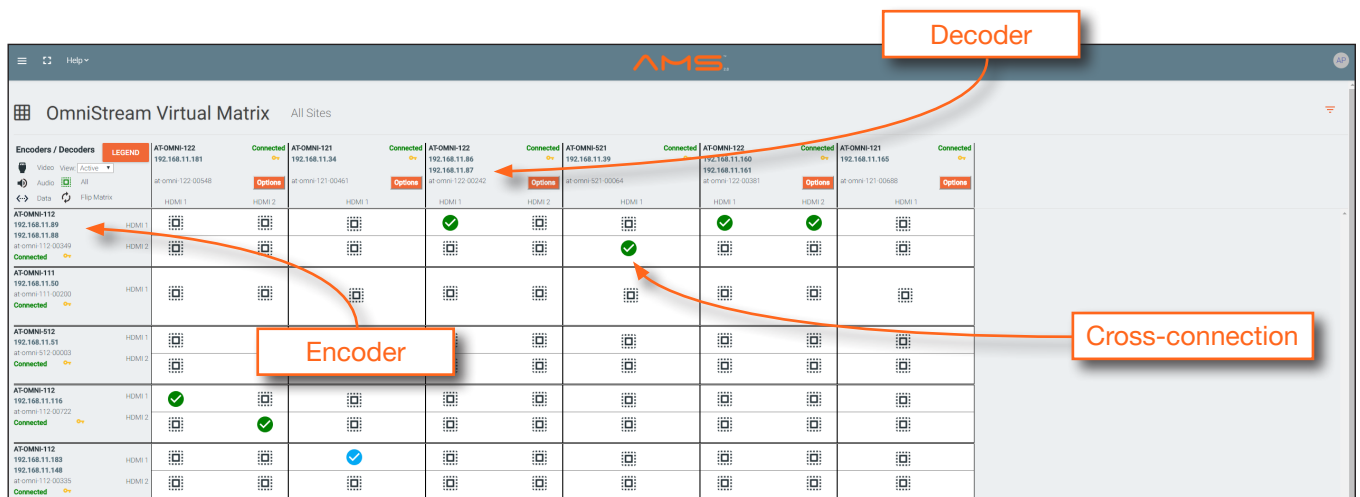 Decoder
Help
AMS
AP
OmniStream Virtual Matrix All Sites
Encoders / Decoders LEGEND
Video View: Active
Audio All
Data Flip Matrix
AT-OMNI-122 Connected
192.168.11.181
at-omni-122-00548 Options
HDMI 1 HDMI 2
AT-OMNI-121 Connected
192.168.11.34
at-omni-121-00461 Options
HDMI 1
AT-OMNI-122 Connected
192.168.11.86
192.168.11.87
at-omni-122-00242 Options
HDMI 1 HDMI 2
AT-OMNI-521 Connected
192.168.11.39
at-omni-521-00064
HDMI 1
AT-OMNI-122 Connected
192.168.11.160
192.168.11.161
at-omni-122-00381 Options
HDMI 1 HDMI 2
AT-OMNI-121 Connected
192.168.11.165
at-omni-121-00688 Options
HDMI 1
AT-OMNI-112
192.168.11.89 HDMI 1
192.168.11.88
at-omni-112-00349 HDMI 2
Connected
AT-OMNI-111
192.168.11.50
at-omni-111-00200 HDMI 1
Connected
AT-OMNI-512
192.168.11.51 HDMI 1
at-omni-512-00003
Connected HDMI 2
Encoder
Cross-connection
AT-OMNI-112
192.168.11.116 HDMI 1
at-omni-112-00722
Connected HDMI 2
AT-OMNI-112
192.168.11.183 HDMI 1
192.168.11.148
at-omni-112-00335 HDMI 2
Connected